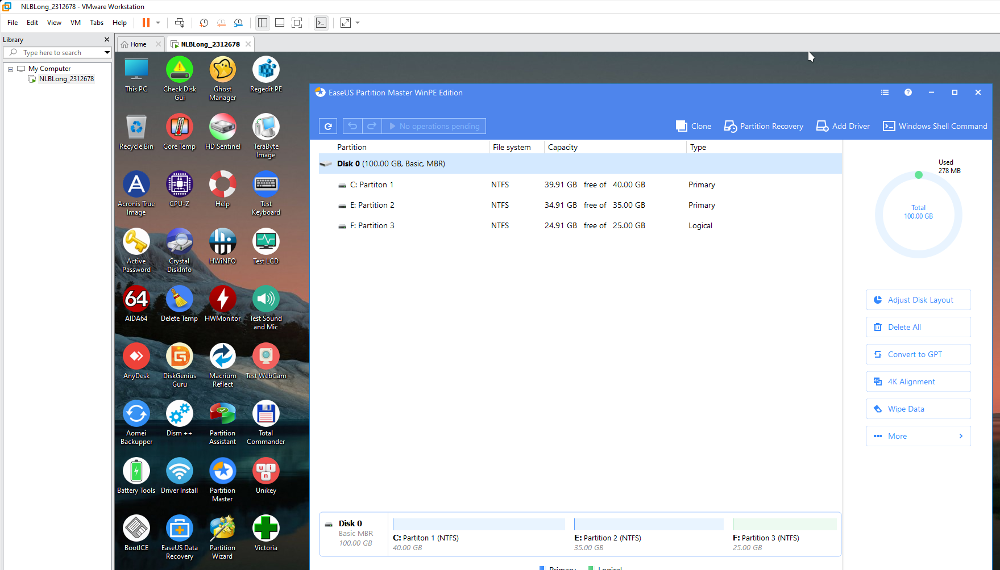 NLBLong_2312678 - VMware Workstation
File Edit View VM Tabs Help
Library
Type here to search
My Computer
NLBLong_2312678
Home
NLBLong_2312678
This PC
Check Disk
Gui
Ghost
Manager
Regedit PE
Recycle Bin
Core Temp
HD Sentinel
TeraByte
Image
Acronis True
Image
CPU-Z
Help
Test
Keyboard
Active
Password
Crystal
DiskInfo
HWiNFO
Test LCD
64
AIDA64
Delete Temp
HWMonitor
Test Sound
and Mic
AnyDesk
DiskGenius
Guru
Macrium
Reflect
Test WebCam
Aomei
Backupper
Dism ++
Partition
Assistant
Total
Commander
Battery Tools
Driver Install
Partition
Master
Unikey
BootICE
EaseUS Data
Recovery
Partition
Wizard
Victoria
EaseUS Partition Master WinPE Edition
No operations pending
Clone
Partition Recovery
Add Driver
Windows Shell Command
Partition File system Capacity Type
Disk 0 (100.00 GB, Basic, MBR)
C: Partiton 1 NTFS 39.91 GB free of 40.00 GB Primary
E: Partition 2 NTFS 34.91 GB free of 35.00 GB Primary
F: Partition 3 NTFS 24.91 GB free of 25.00 GB Logical
Used
278 MB
Total
100.00 GB
Adjust Disk Layout
Delete All
Convert to GPT
4K Alignment
Wipe Data
More
Disk 0
Basic MBR
100.00 GB
C: Partiton 1 (NTFS)
40.00 GB
E: Partition 2 (NTFS)
35.00 GB
F: Partition 3 (NTFS)
25.00 GB
Primary Logical